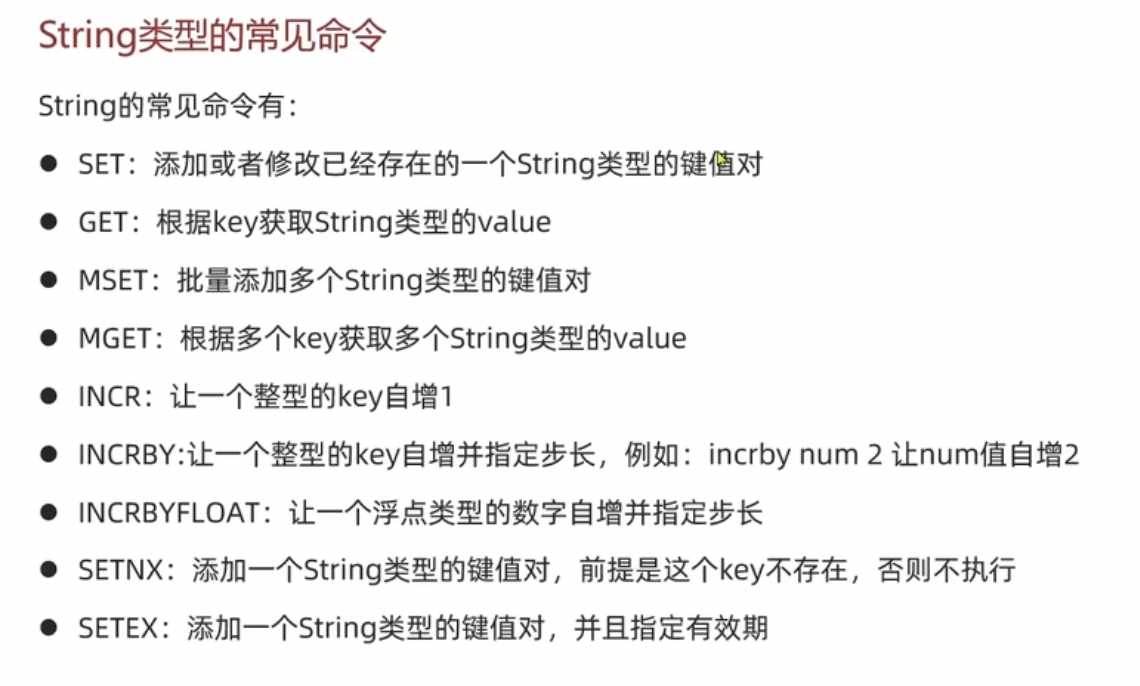 String类型的常见命令
String的常见命令有：
● SET：添加或者修改已经存在的一个String类型的键值对
● GET：根据key获取String类型的value
● MSET：批量添加多个String类型的键值对
● MGET：根据多个key获取多个String类型的value
● INCR：让一个整型的key自增1
● INCRBY:让一个整型的key自增并指定步长，例如：incrby num 2 让num值自增2
● INCRBYFLOAT：让一个浮点类型的数字自增并指定步长
● SETNX：添加一个String类型的键值对，前提是这个key不存在，否则不执行
● SETEX：添加一个String类型的键值对，并且指定有效期